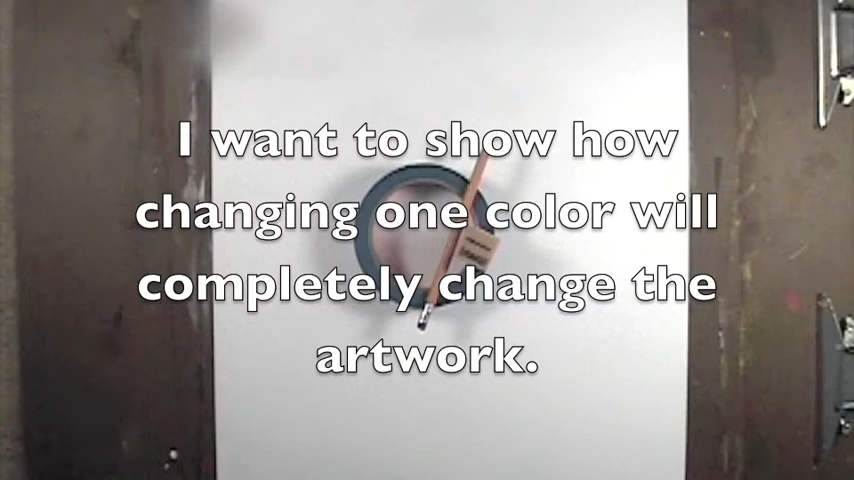 I want to show how
changing one color will
completely change the
artwork.